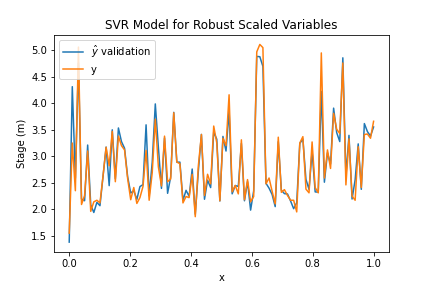 SVR Model for Robust Scaled Variables
ŷ validation
y
Stage (m)
5.0
4.5
4.0
3.5
3.0
2.5
2.0
1.5
0.0 0.2 0.4 0.6 0.8 1.0
x